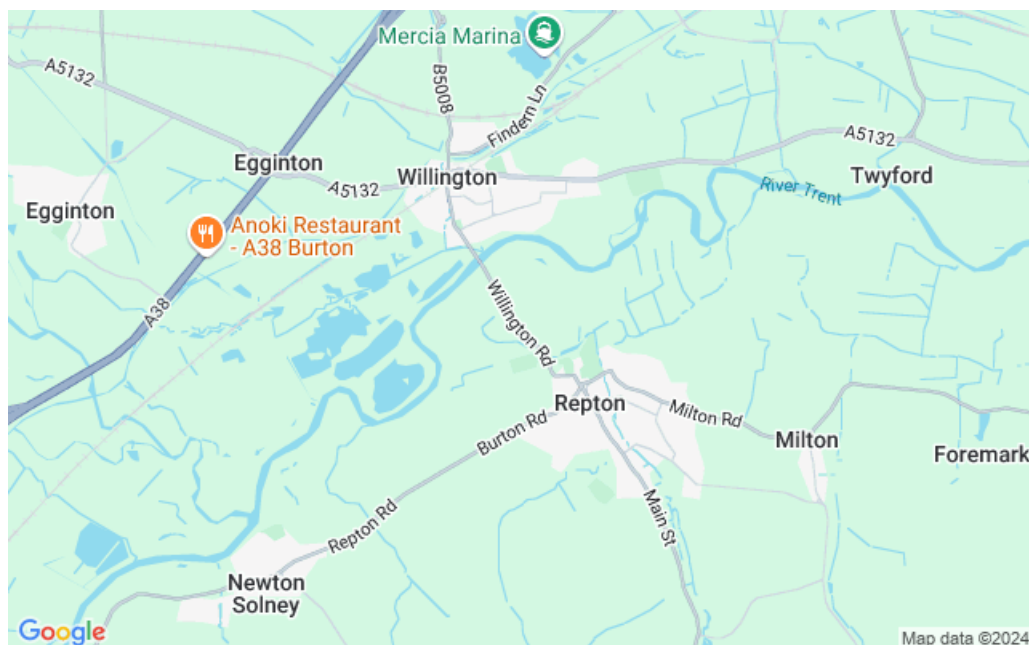 Mercia Marina
A5132
B5008
Findern Ln
A5132
Egginton
Willington
A5132
Twyford
River Trent
Egginton
Anoki Restaurant
- A38 Burton
A38
Willington Rd
Repton
Burton Rd
Milton Rd
Milton
Foremark
Main St
Repton Rd
Newton
Solney
Google
Map data ©2024